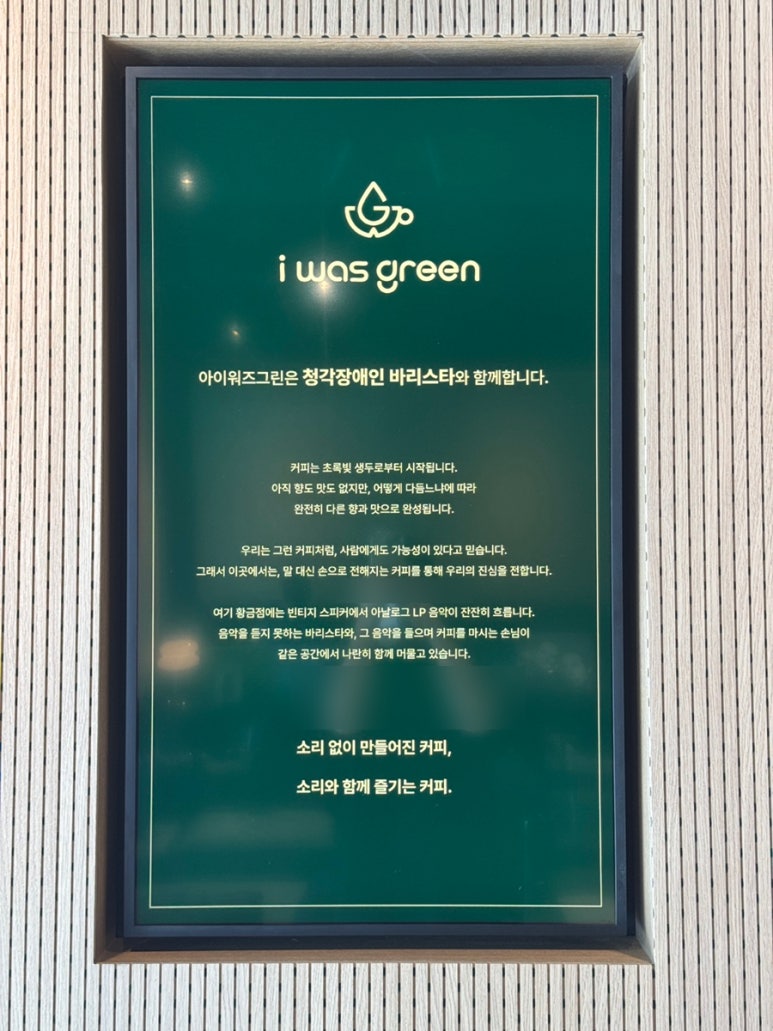 i was green
아이워즈그린은 청각장애인 바리스타와 함께합니다.
커피는 초록빛 생두로부터 시작됩니다.
아직 향도 맛도 없지만, 어떻게 다듬느냐에 따라
완전히 다른 향과 맛으로 완성됩니다.
우리는 그런 커피처럼, 사람에게도 가능성이 있다고 믿습니다.
그래서 이곳에서는, 말 대신 손으로 전해지는 커피를 통해 우리의 진심을 전합니다.
여기 황금점에는 빈티지 스피커에서 아날로그 LP 음악이 잔잔히 흐릅니다.
음악을 듣지 못하는 바리스타와, 그 음악을 들으며 커피를 마시는 손님이
같은 공간에서 나란히 함께 머물고 있습니다.
소리 없이 만들어진 커피,
소리와 함께 즐기는 커피.